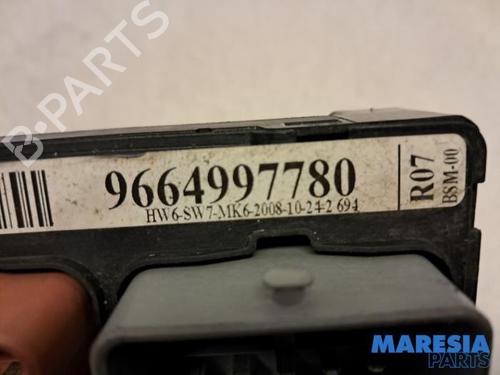 B-PARTS
9664997780
HW6-SW7-MK6-2008-10-24-2 694
R07
BSM-00
MARESIA
PARTS